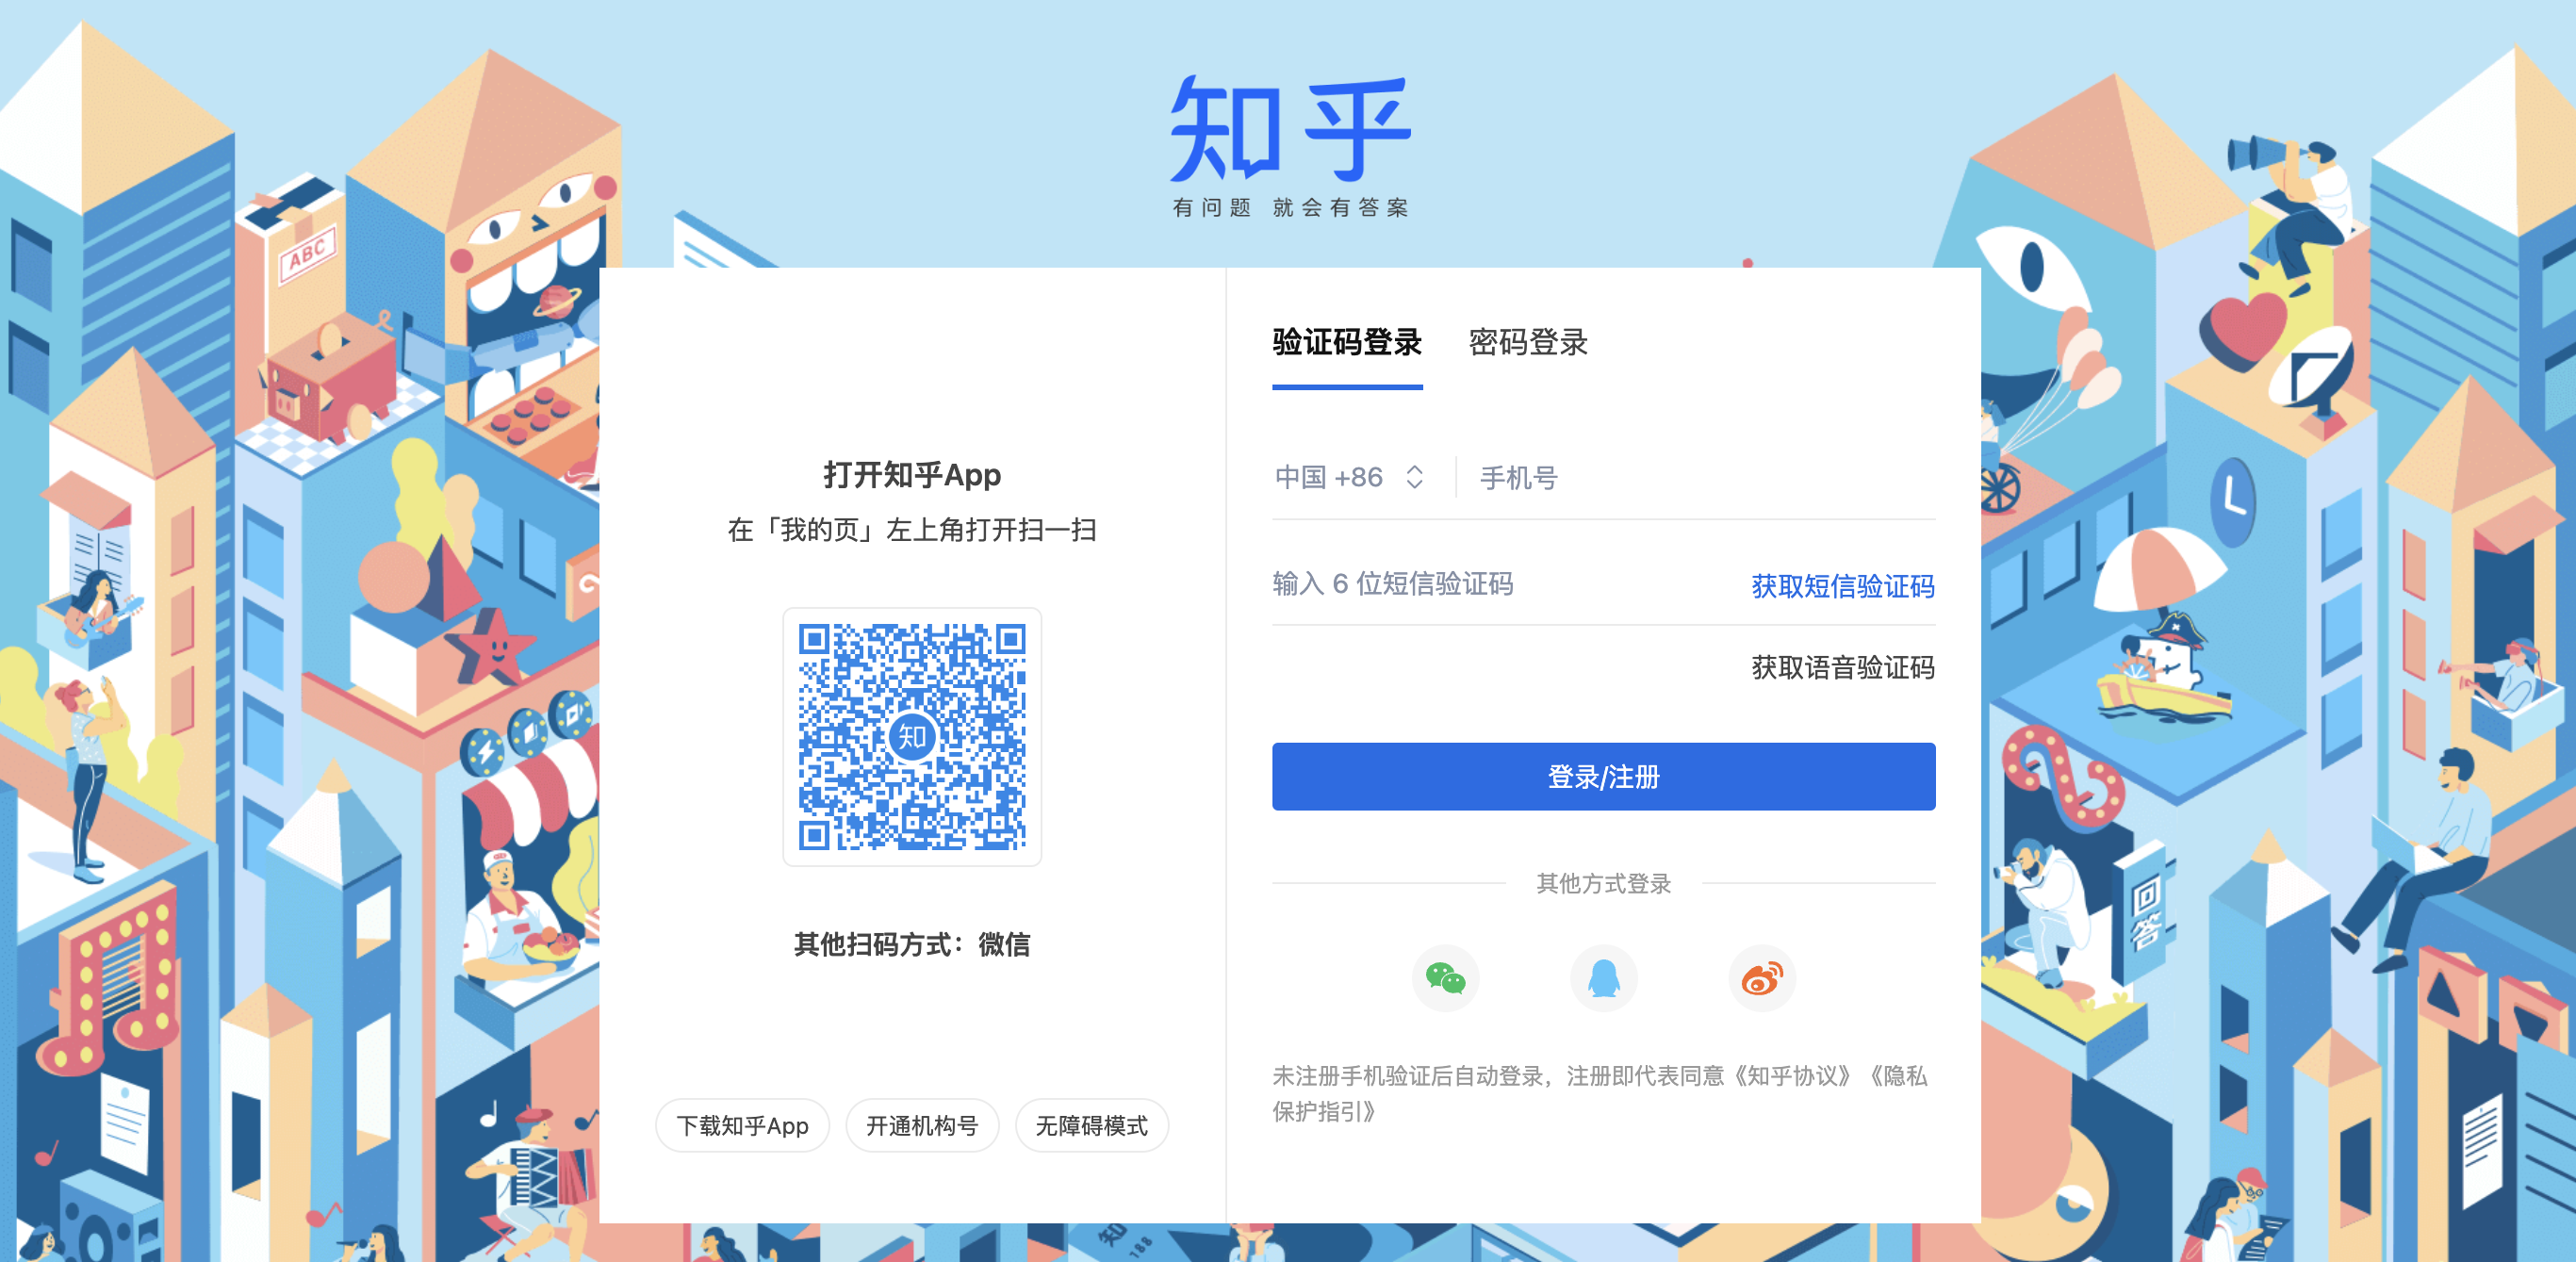 知乎
有问题 就会有答案
ABC
打开知乎App
在「我的页」左上角打开扫一扫
知
其他扫码方式：微信
下载知乎App
开通机构号
无障碍模式
验证码登录
密码登录
中国 +86
手机号
输入 6 位短信验证码
获取短信验证码
获取语音验证码
登录/注册
其他方式登录
未注册手机验证后自动登录，注册即代表同意《知乎协议》《隐私
保护指引》
回答
知
188